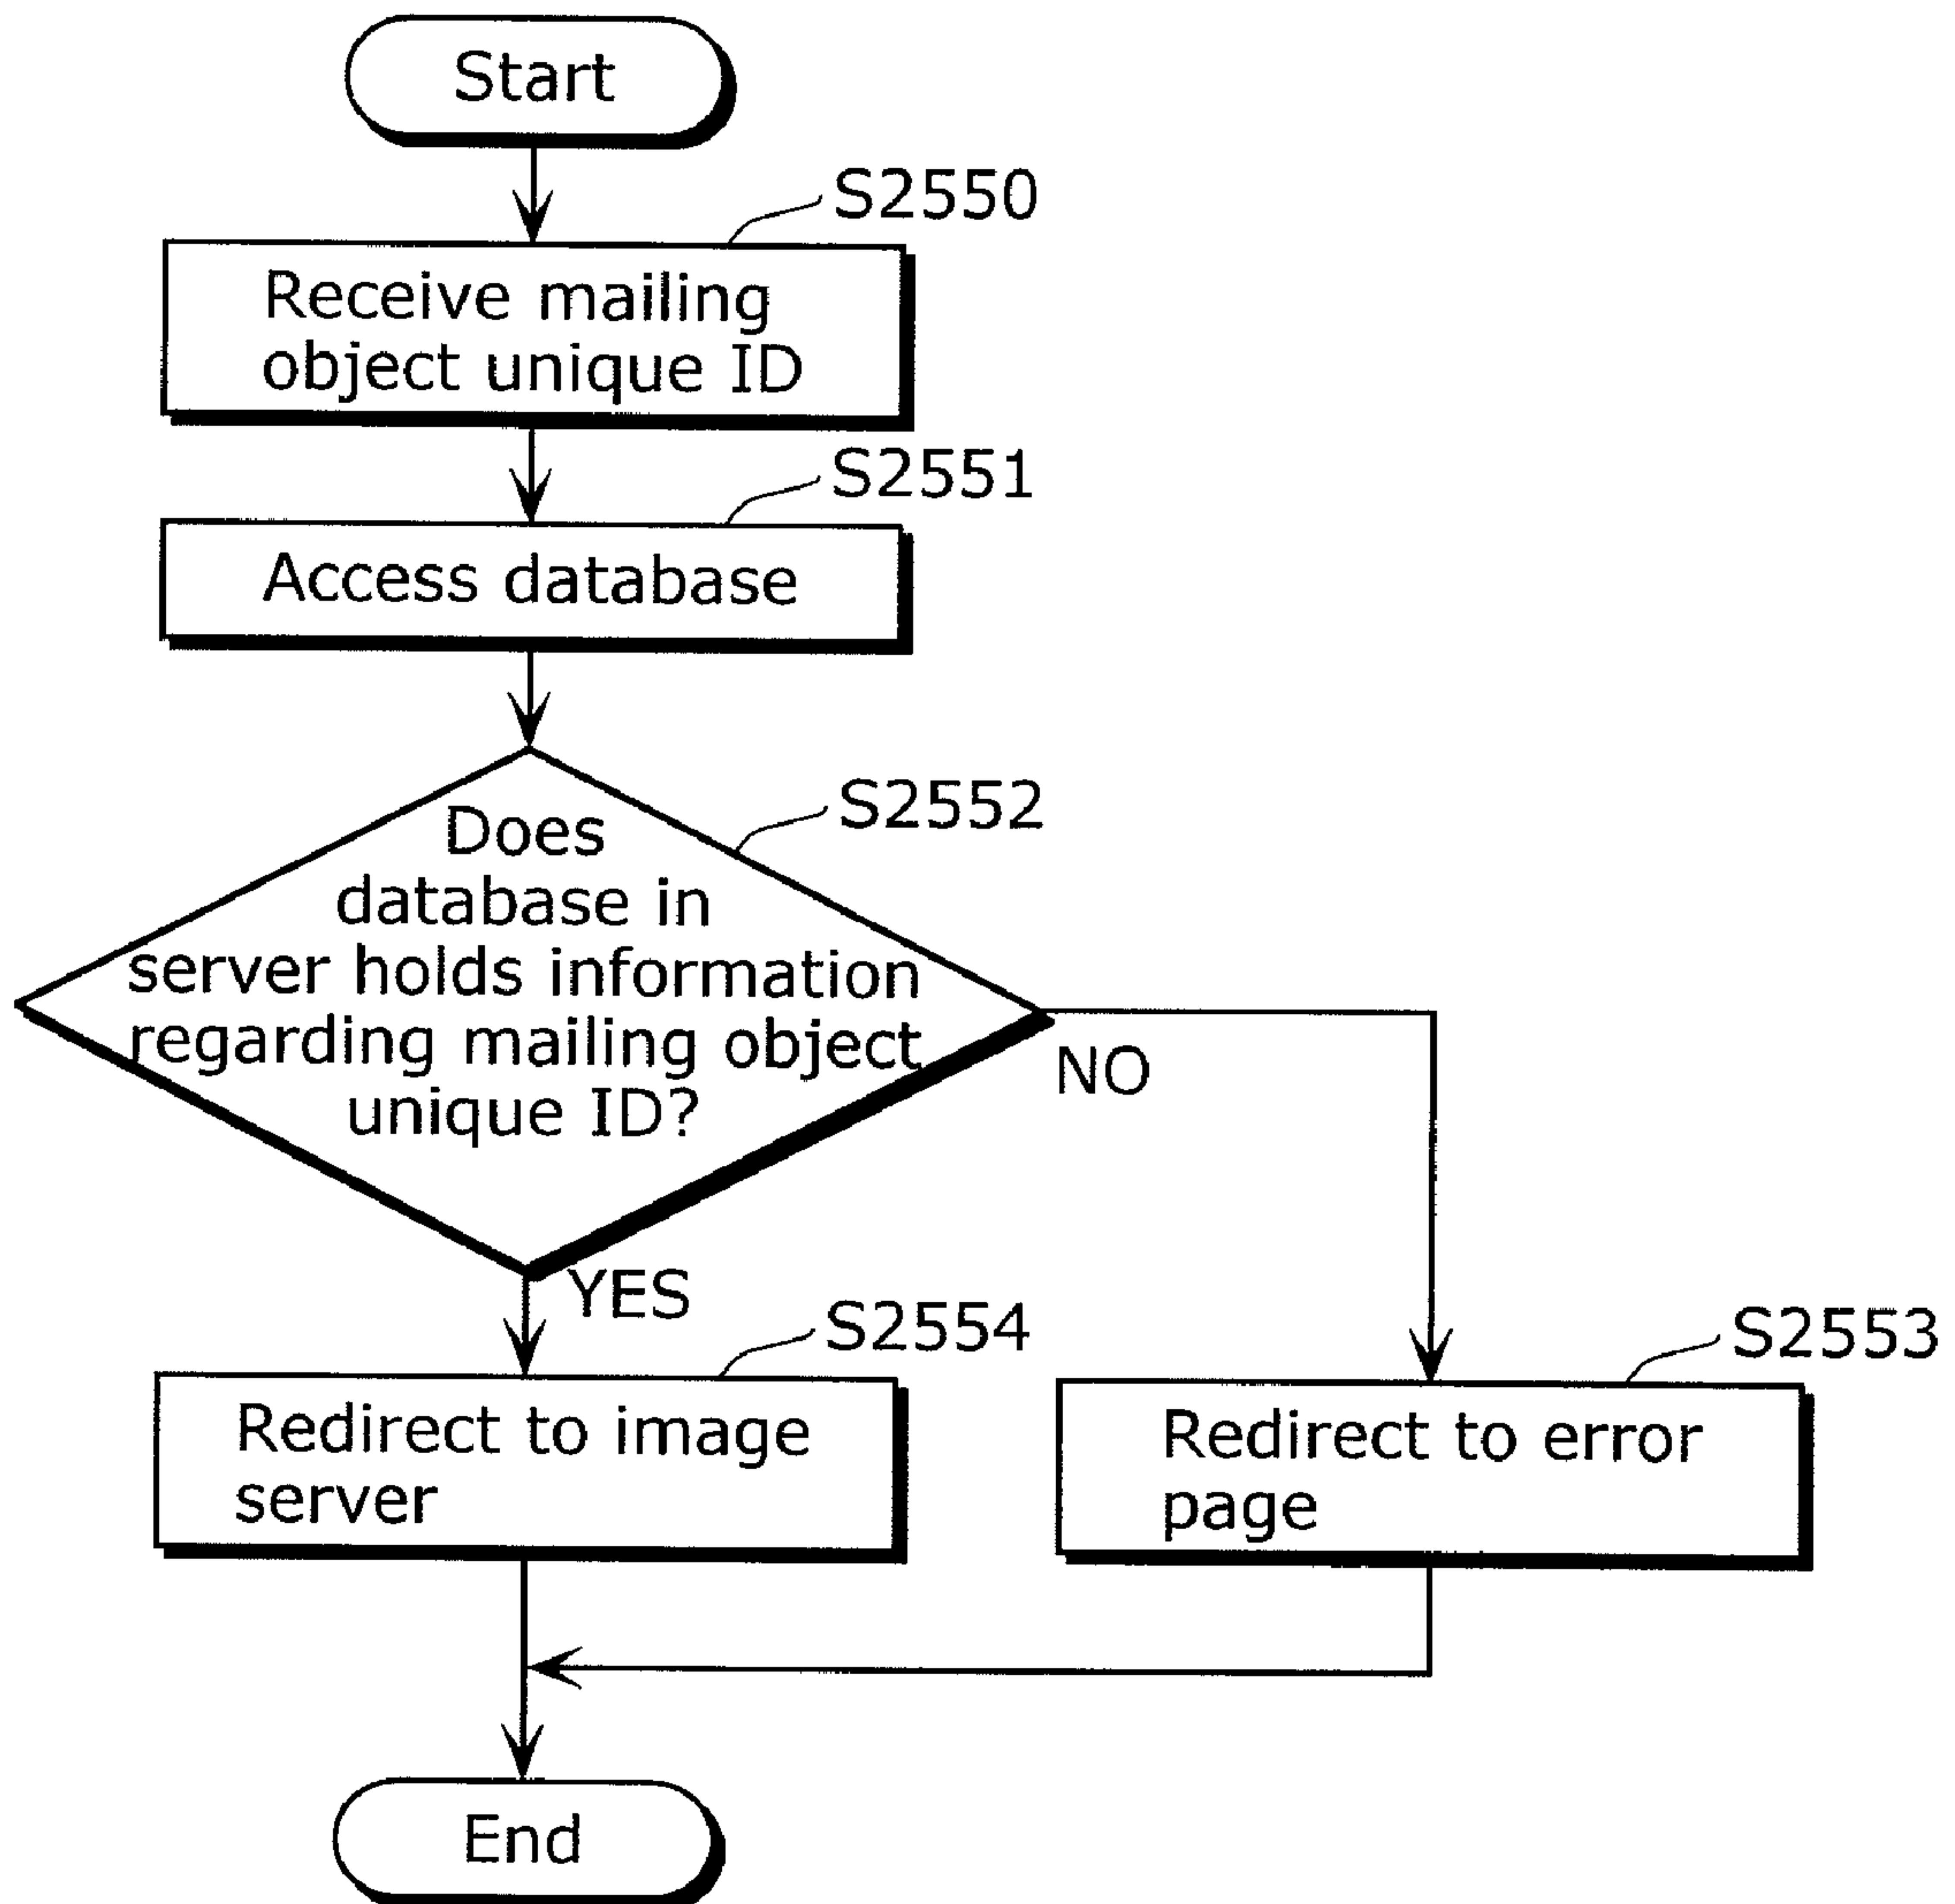 Start
S2550
Receive mailing
object unique ID
S2551
Access database
S2552
Does
database in
server holds information
regarding mailing object
unique ID?
NO
YES
S2554
Redirect to image
server
S2553
Redirect to error
page
End